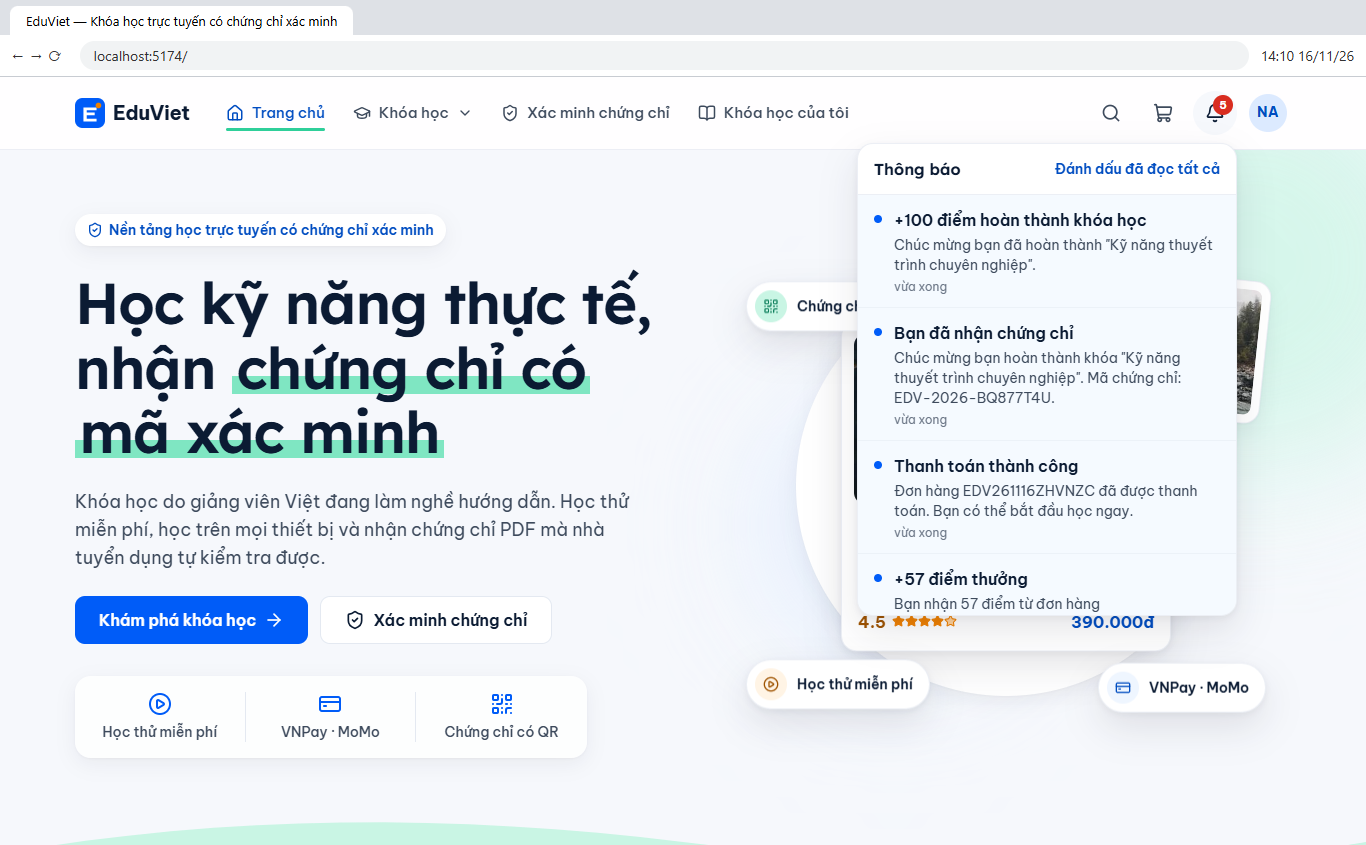 EduViet — Khóa học trực tuyến có chứng chỉ xác minh
localhost:5174/
14:10 16/11/26
E
EduViet
Trang chủ
Khóa học
Xác minh chứng chỉ
Khóa học của tôi
5
NA
Thông báo
Đánh dấu đã đọc tất cả
+100 điểm hoàn thành khóa học
Chúc mừng bạn đã hoàn thành "Kỹ năng thuyết
trình chuyên nghiệp".
vừa xong
Bạn đã nhận chứng chỉ
Chúc mừng bạn hoàn thành khóa "Kỹ năng
thuyết trình chuyên nghiệp". Mã chứng chỉ:
EDV-2026-BQ877T4U.
vừa xong
Thanh toán thành công
Đơn hàng EDV261116ZHVNZC đã được thanh
toán. Bạn có thể bắt đầu học ngay.
vừa xong
+57 điểm thưởng
Bạn nhận 57 điểm từ đơn hàng
Nền tảng học trực tuyến có chứng chỉ xác minh
Học kỹ năng thực tế,
nhận chứng chỉ có
mã xác minh
Khóa học do giảng viên Việt đang làm nghề hướng dẫn. Học thử
miễn phí, học trên mọi thiết bị và nhận chứng chỉ PDF mà nhà
tuyển dụng tự kiểm tra được.
Khám phá khóa học
Xác minh chứng chỉ
Học thử miễn phí
VNPay · MoMo
Chứng chỉ có QR
Chứng
4.5
390.000đ
Học thử miễn phí
VNPay · MoMo